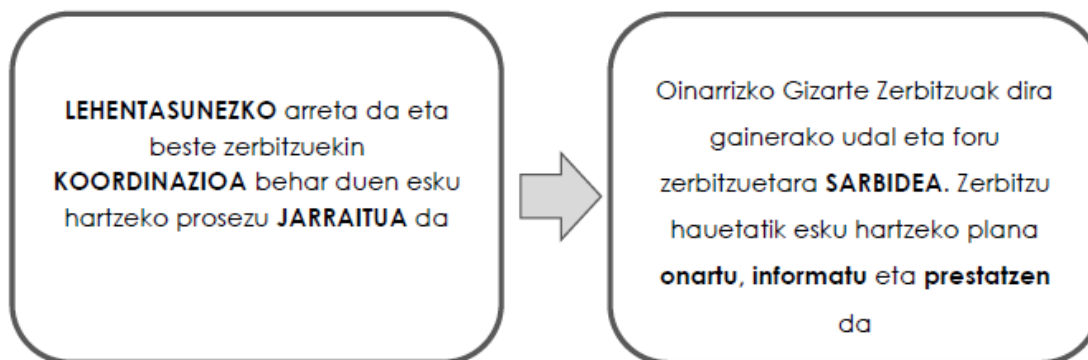 LEHENTASUNEZKO arreta da eta
beste zerbitzuekin
KOORDINAZIOA behar duen esku
hartzeko prosezu JARRAITUA da
Oinarrizko Gizarte Zerbitzuak dira
gainerako udal eta foru
zerbitzuetara SARBIDEA. Zerbitzu
hauetatik esku hartzeko plana
onartu, informatu eta prestatzen
da